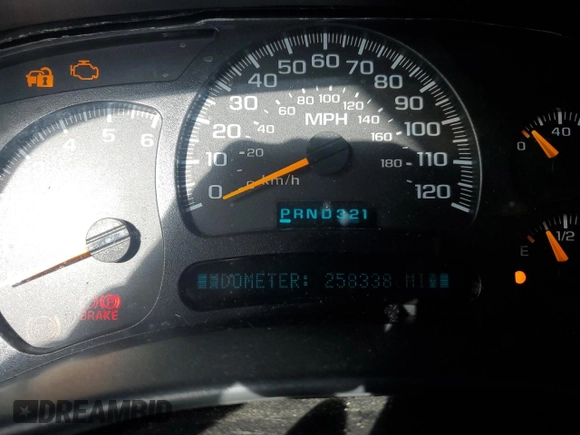 60
50 70
40 80
30 90
20 100
10 110
0 120
80 100 120
60 140
40 160
20 180
MPH
km/h
PRND321
DOMETER: 258338 MI
4 5 6
BRAKE
0 40
E 1/2
DREAMBID